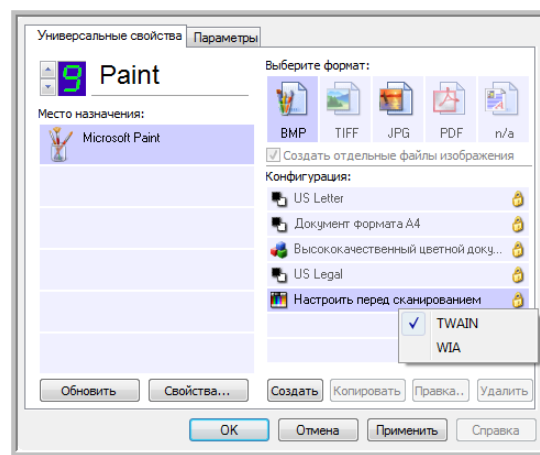 Универсальные свойства Параметры
9 Paint
Место назначения:
Microsoft Paint
Обновить Свойства...
Выберите формат:
BMP TIFF JPG PDF n/a
Создать отдельные файлы изображения
Конфигурация:
US Letter
Документ формата A4
Высококачественный цветной доку...
US Legal
Настроить перед сканированием
TWAIN
WIA
Создать Копировать Правка.. Удалить
OK Отмена Применить Справка